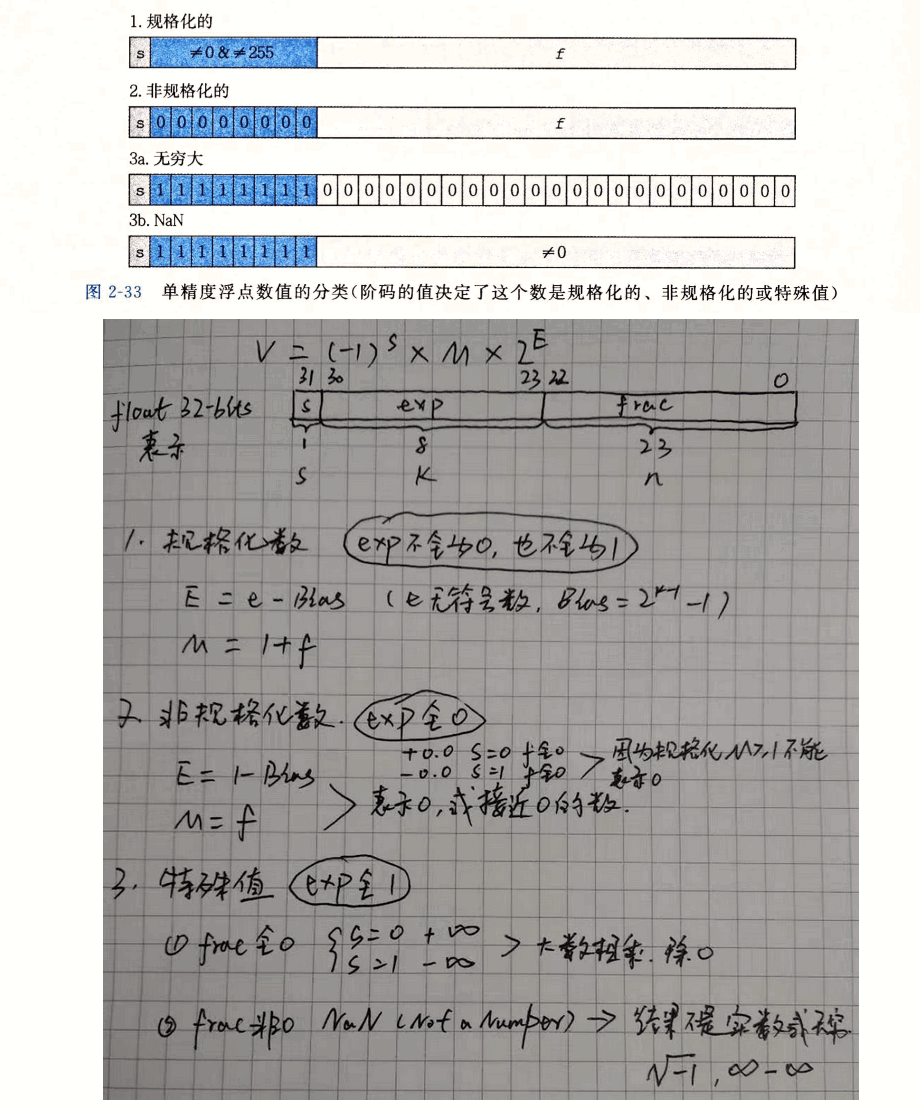 1. 规格化的
s ≠0 & ≠255 f
2. 非规格化的
s 0 0 0 0 0 0 0 0 f
3a. 无穷大
s 1 1 1 1 1 1 1 1 0 0 0 0 0 0 0 0 0 0 0 0 0 0 0 0 0 0 0 0 0 0 0
3b. NaN
s 1 1 1 1 1 1 1 1 ≠0
图 2-33 单精度浮点数值的分类(阶码的值决定了这个数是规格化的、非规格化的或特殊值)
V = (-1)^s × M × 2^E
31 30 23 22 0
float 32-bits s exp frac
表示 1 8 23
s K n
1. 规格化数 exp不全为0, 也不全为1
E = e - Bias (e无符号数, Bias = 2^(k-1) - 1)
M = 1 + f
2. 非规格化数. exp全0
+0.0 s=0 f全0 > 因为规格化M≥1不能
E = 1 - Bias -0.0 s=1 f全0 表示0
M = f > 表示0, 或接近0的数.
3. 特殊值 exp全1
① frac全0 { s=0 +∞ > 大数相乘. 除0
s=1 -∞
② frac非0 NaN (Not a Number) → 结果不是实数或无穷.
√-1, ∞-∞